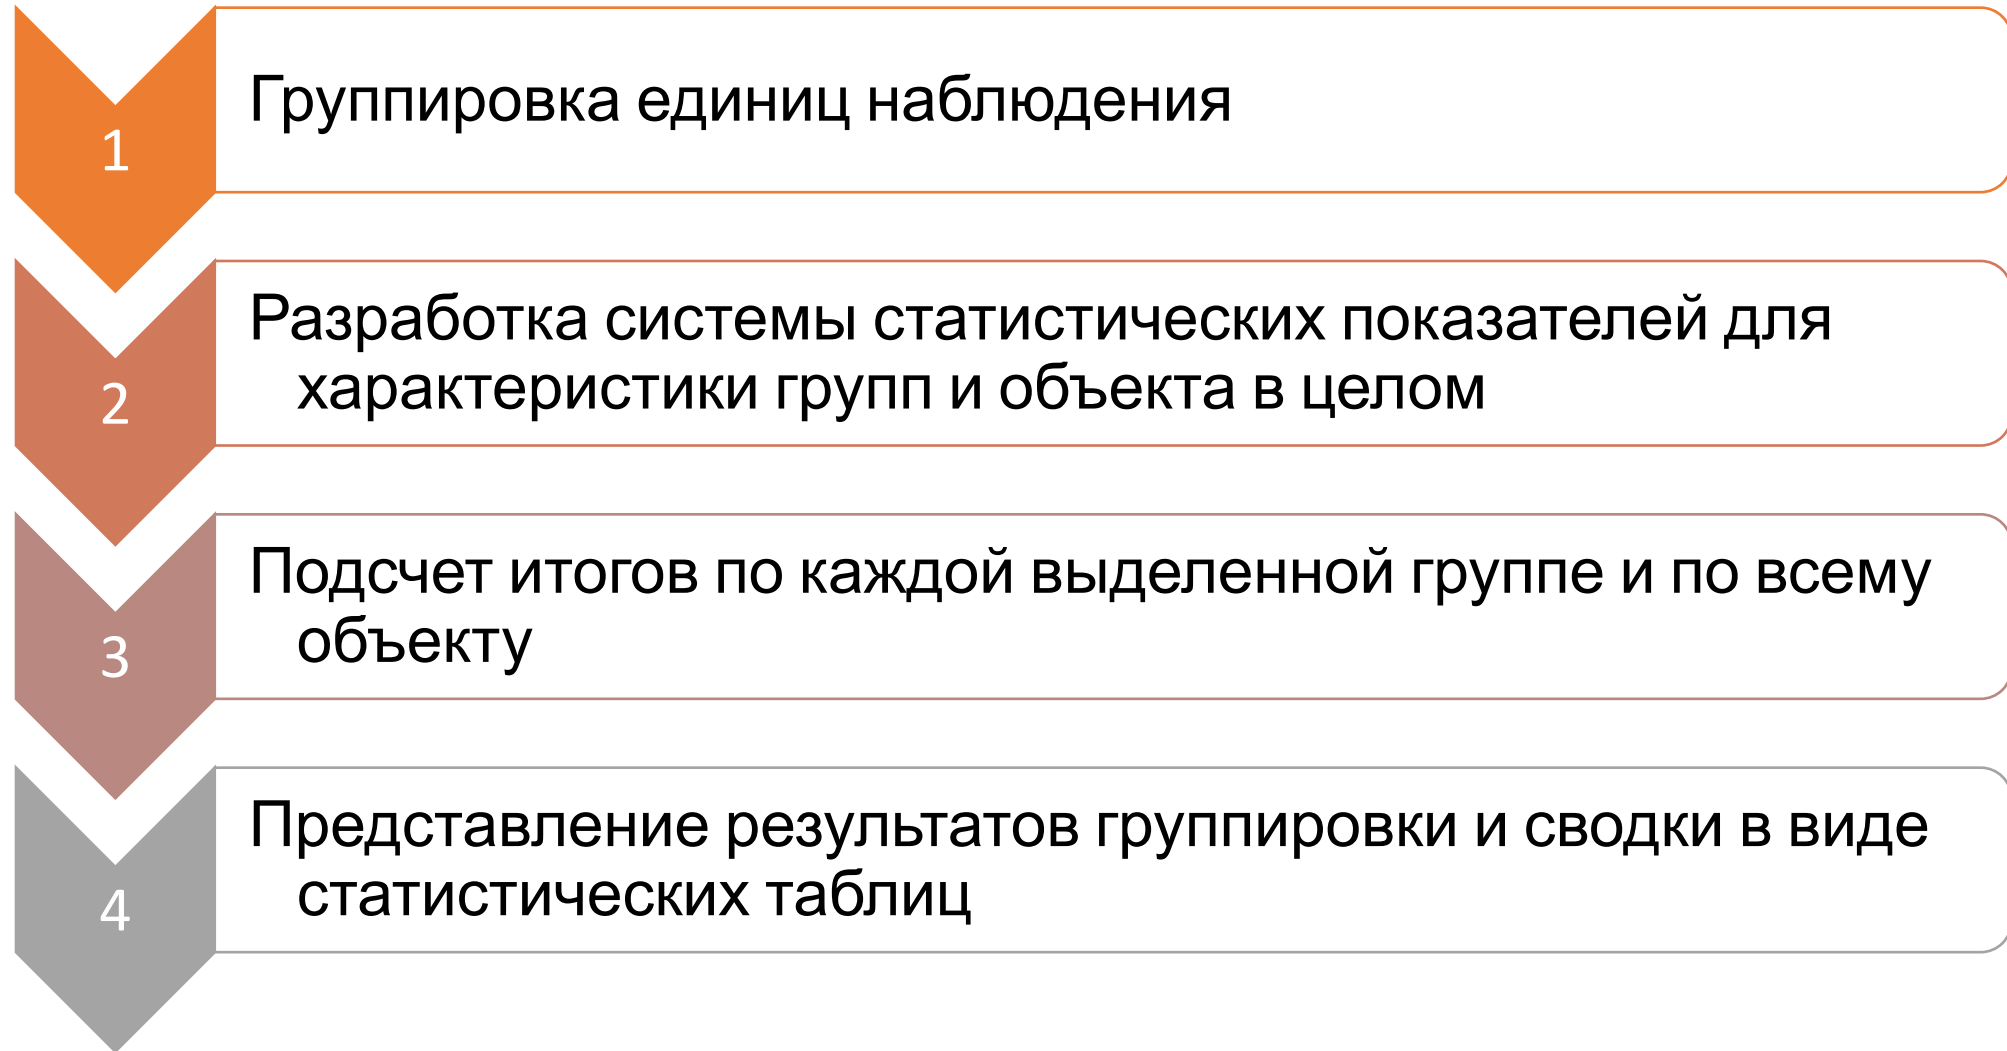 1
Группировка единиц наблюдения
2
Разработка системы статистических показателей для
характеристики групп и объекта в целом
3
Подсчет итогов по каждой выделенной группе и по всему
объекту
4
Представление результатов группировки и сводки в виде
статистических таблиц